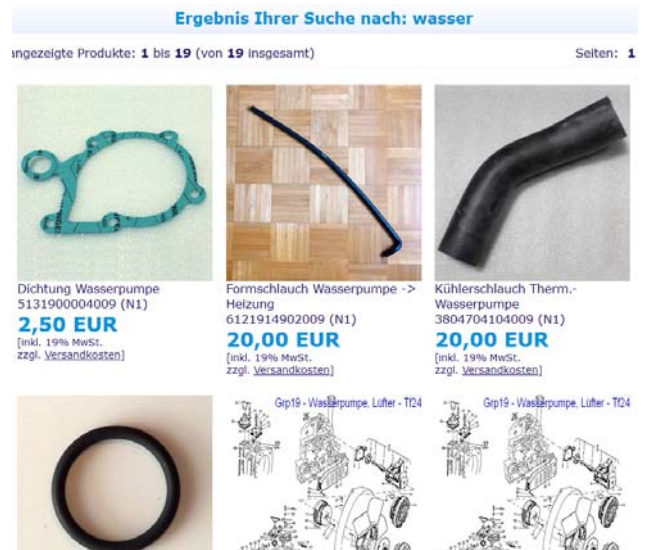 Ergebnis Ihrer Suche nach: wasser
angezeigte Produkte: 1 bis 19 (von 19 insgesamt)
Seiten: 1
Dichtung Wasserpumpe
5131900004009 (N1)
2,50 EUR
[inkl. 19% MwSt.
zzgl. Versandkosten]
Formschlauch Wasserpumpe ->
Heizung
6121914902009 (N1)
20,00 EUR
[inkl. 19% MwSt.
zzgl. Versandkosten]
Kühlerschlauch Therm.-
Wasserpumpe
3804704104009 (N1)
20,00 EUR
[inkl. 19% MwSt.
zzgl. Versandkosten]
Grp19 - Wasserpumpe, Lüfter - Tf24
Grp19 - Wasserpumpe, Lüfter - Tf24